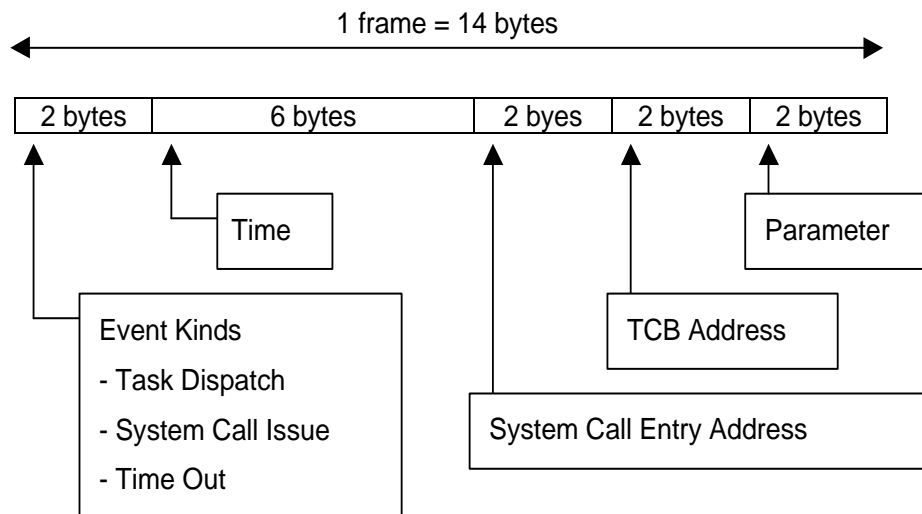 1 frame = 14 bytes
2 bytes 6 bytes 2 byes 2 bytes 2 bytes
Time
Parameter
Event Kinds
- Task Dispatch
- System Call Issue
- Time Out
TCB Address
System Call Entry Address